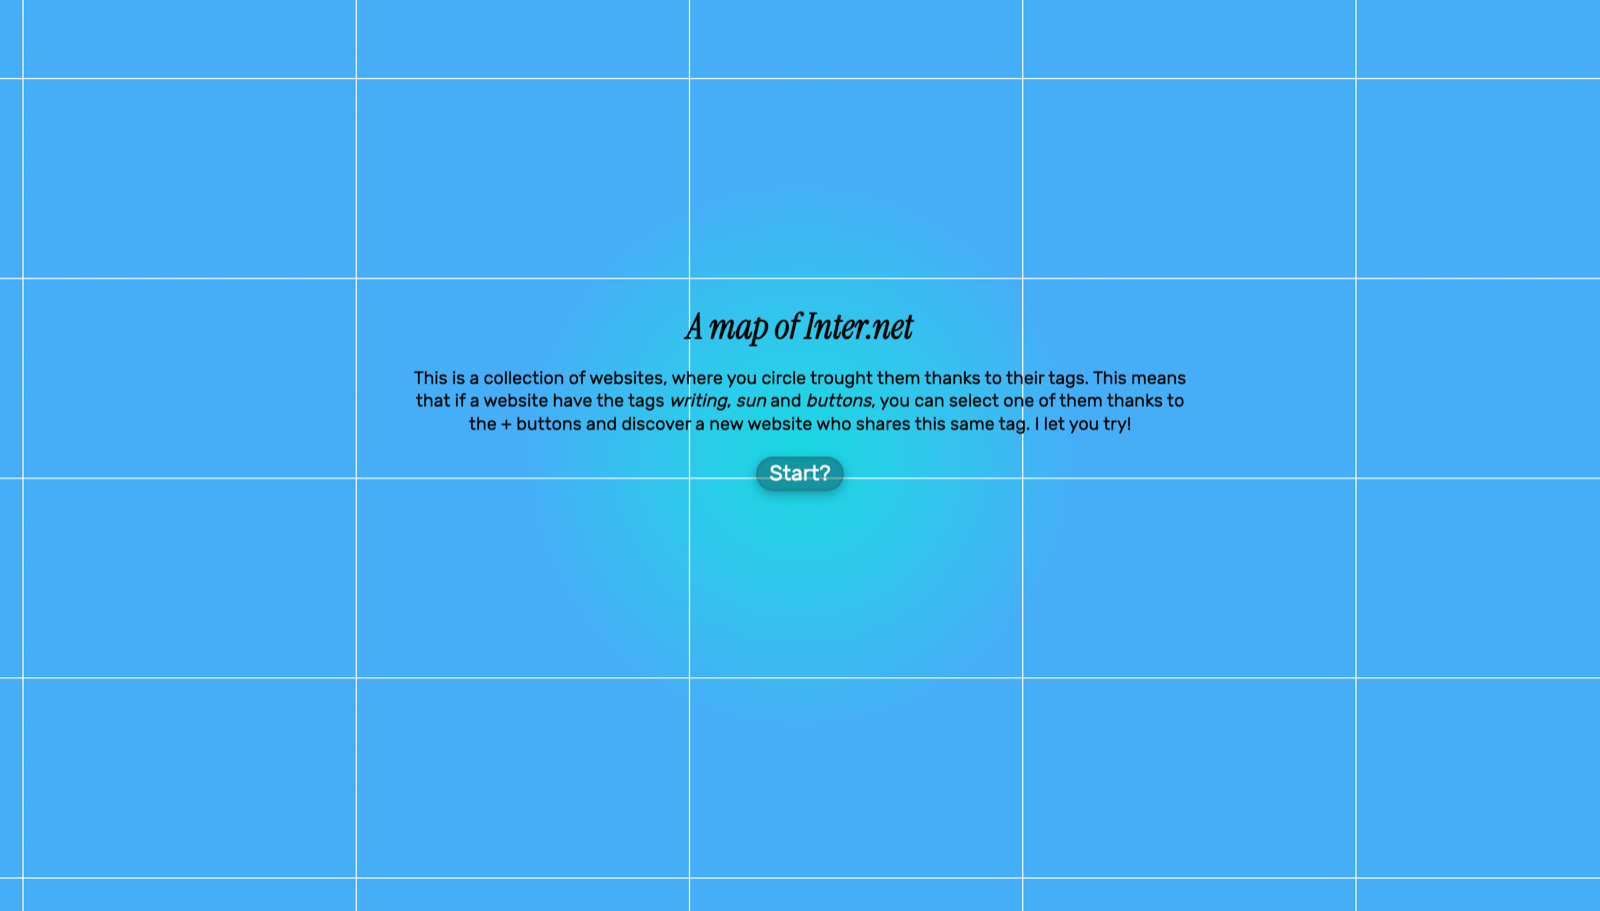 A map of Inter.net
This is a collection of websites, where you circle trought them thanks to their tags. This means
that if a website have the tags writing, sun and buttons, you can select one of them thanks to
the + buttons and discover a new website who shares this same tag. I let you try!
Start?